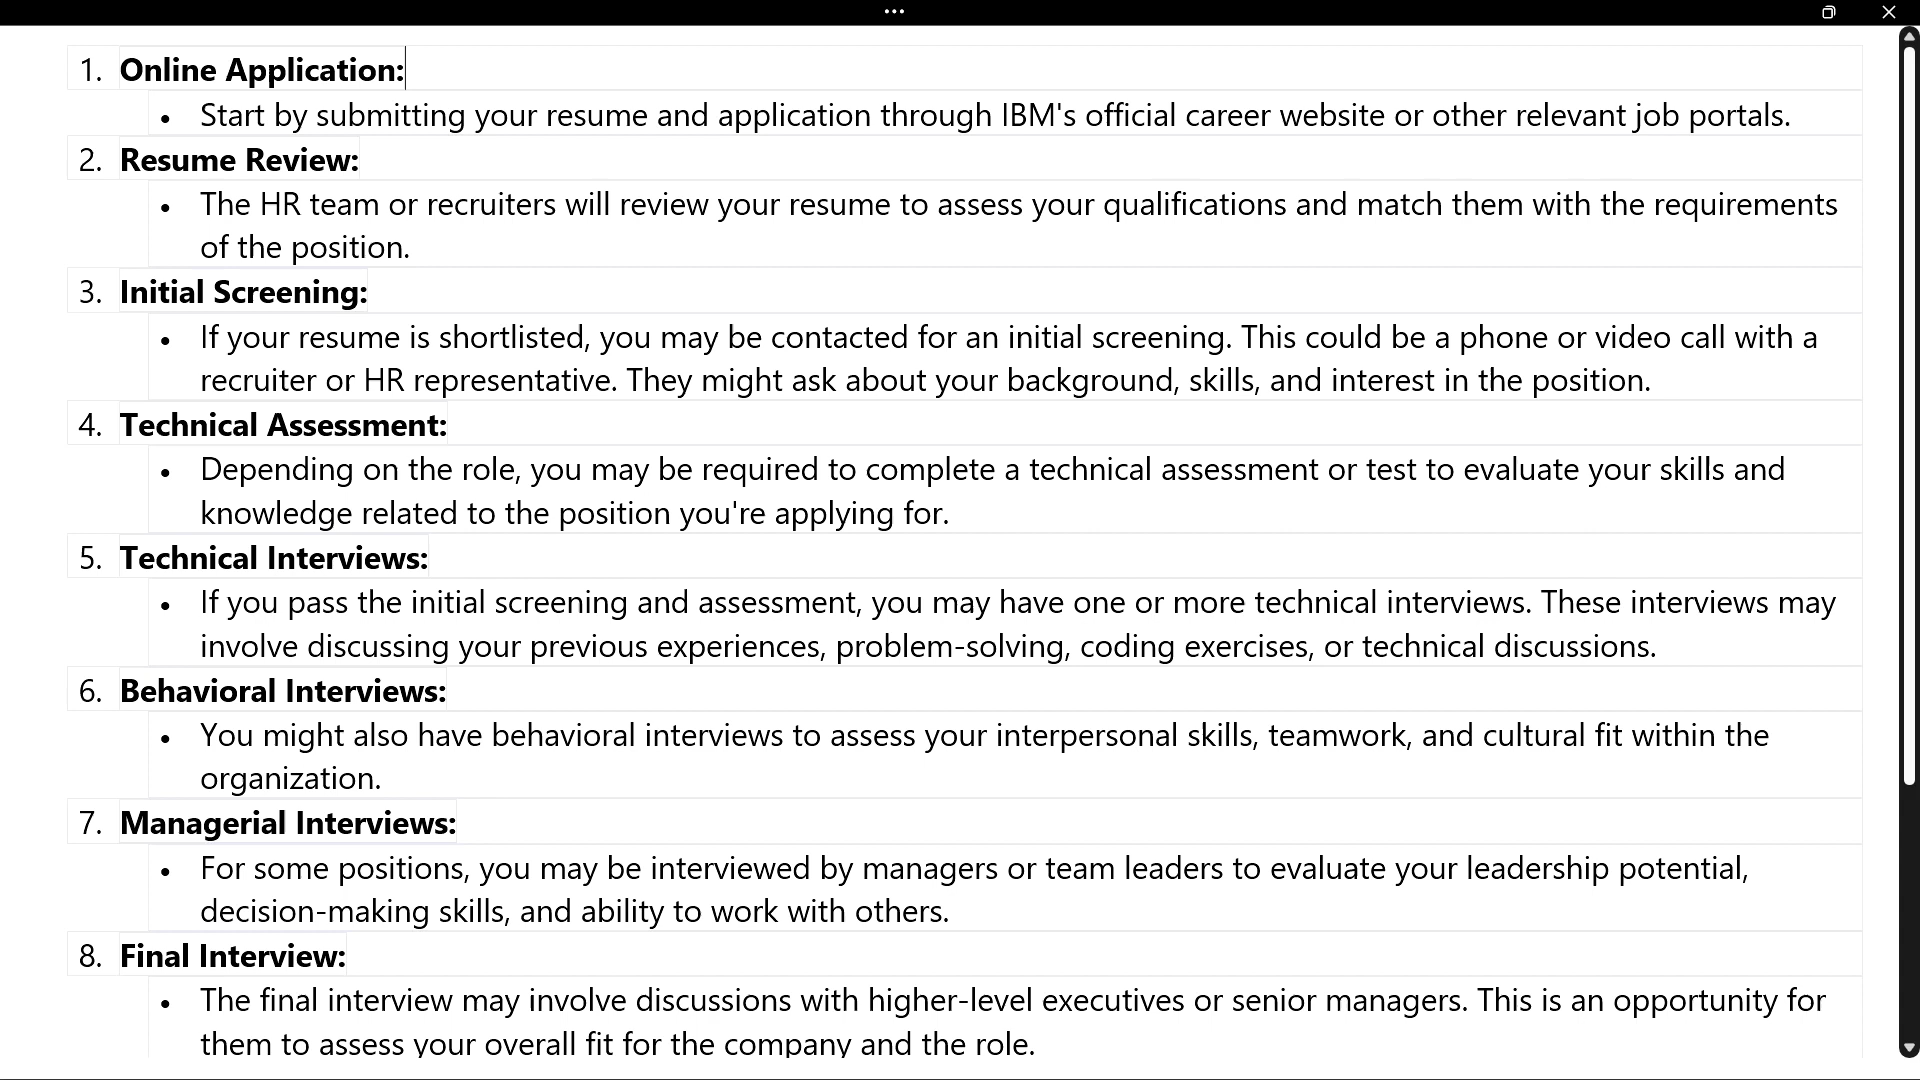 1. Online Application:
• Start by submitting your resume and application through IBM's official career website or other relevant job portals.
2. Resume Review:
• The HR team or recruiters will review your resume to assess your qualifications and match them with the requirements
of the position.
3. Initial Screening:
• If your resume is shortlisted, you may be contacted for an initial screening. This could be a phone or video call with a
recruiter or HR representative. They might ask about your background, skills, and interest in the position.
4. Technical Assessment:
• Depending on the role, you may be required to complete a technical assessment or test to evaluate your skills and
knowledge related to the position you're applying for.
5. Technical Interviews:
• If you pass the initial screening and assessment, you may have one or more technical interviews. These interviews may
involve discussing your previous experiences, problem-solving, coding exercises, or technical discussions.
6. Behavioral Interviews:
• You might also have behavioral interviews to assess your interpersonal skills, teamwork, and cultural fit within the
organization.
7. Managerial Interviews:
• For some positions, you may be interviewed by managers or team leaders to evaluate your leadership potential,
decision-making skills, and ability to work with others.
8. Final Interview:
• The final interview may involve discussions with higher-level executives or senior managers. This is an opportunity for
them to assess your overall fit for the company and the role.